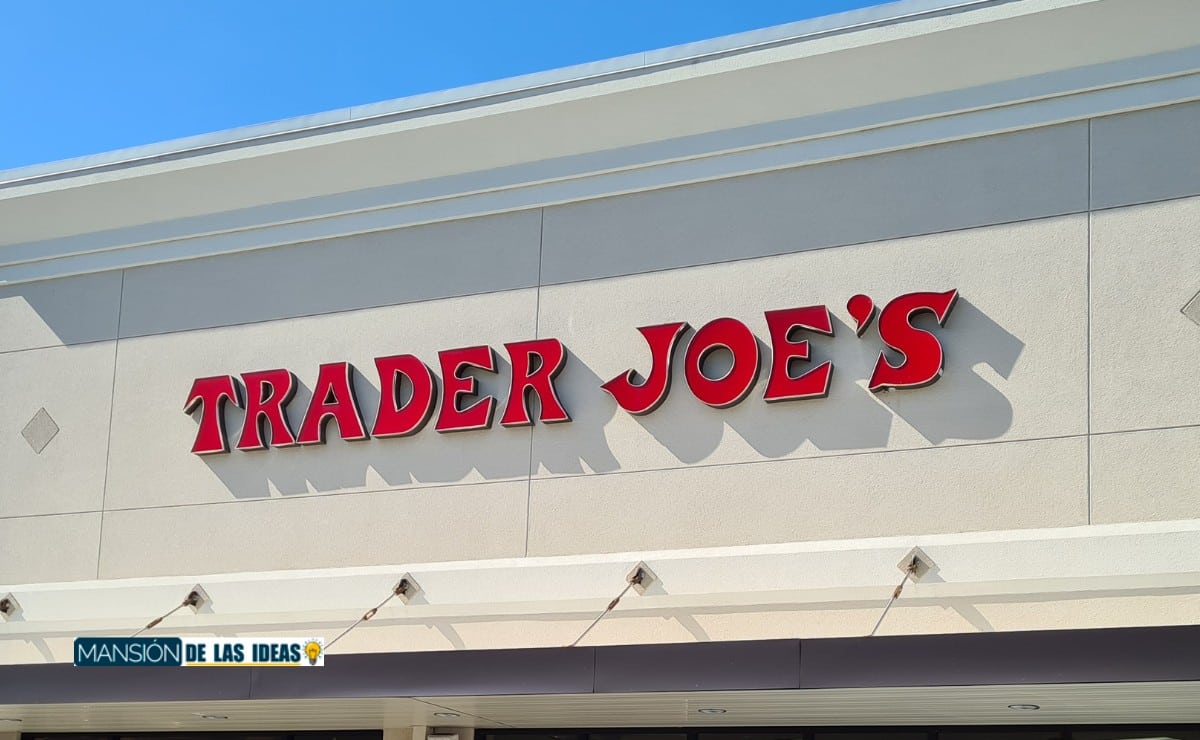 TRADER JOE'S
MANSIÓN DE LAS IDEAS